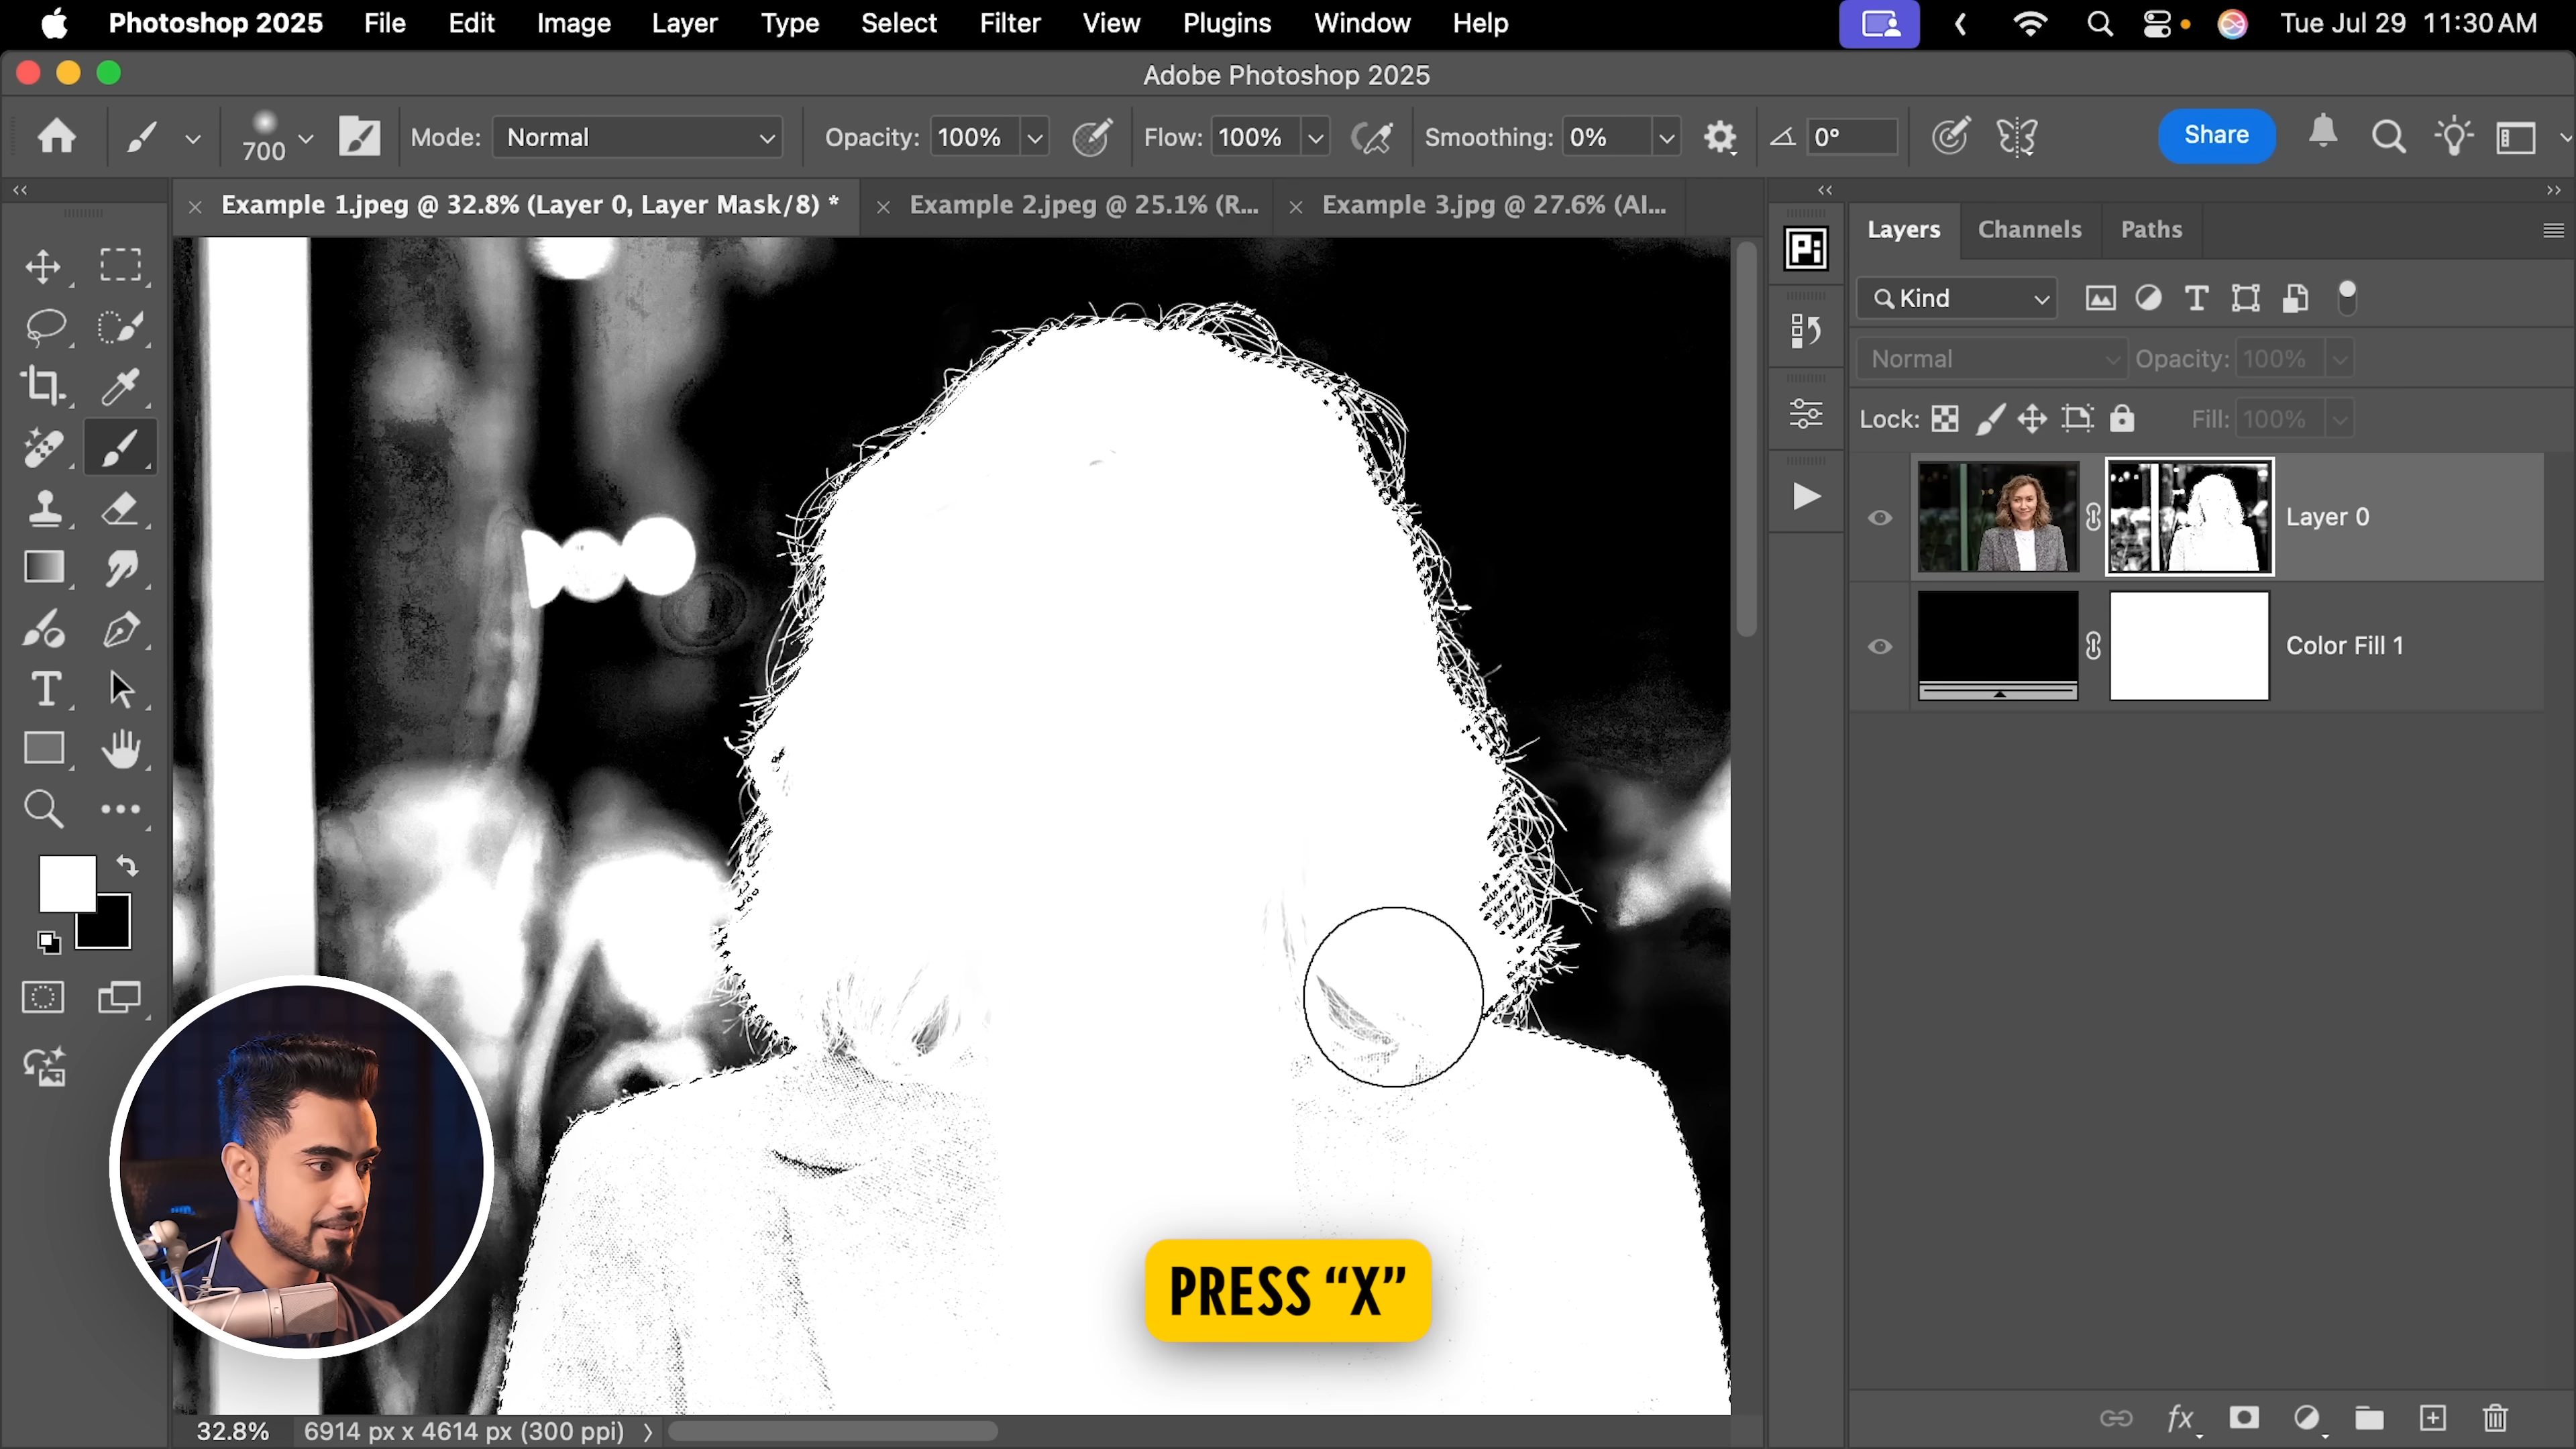 Photoshop 2025 File Edit Image Layer Type Select Filter View Plugins Window Help Tue Jul 29 11:30 AM
Adobe Photoshop 2025
700 Mode: Normal Opacity: 100% Flow: 100% Smoothing: 0% 0° Share
Example 1.jpeg @ 32.8% (Layer 0, Layer Mask/8) * Example 2.jpeg @ 25.1% (R... Example 3.jpg @ 27.6% (Al...
Layers Channels Paths
Kind
Normal Opacity: 100%
Lock: Fill: 100%
Layer 0
Color Fill 1
PRESS “X”
32.8% 6914 px x 4614 px (300 ppi)